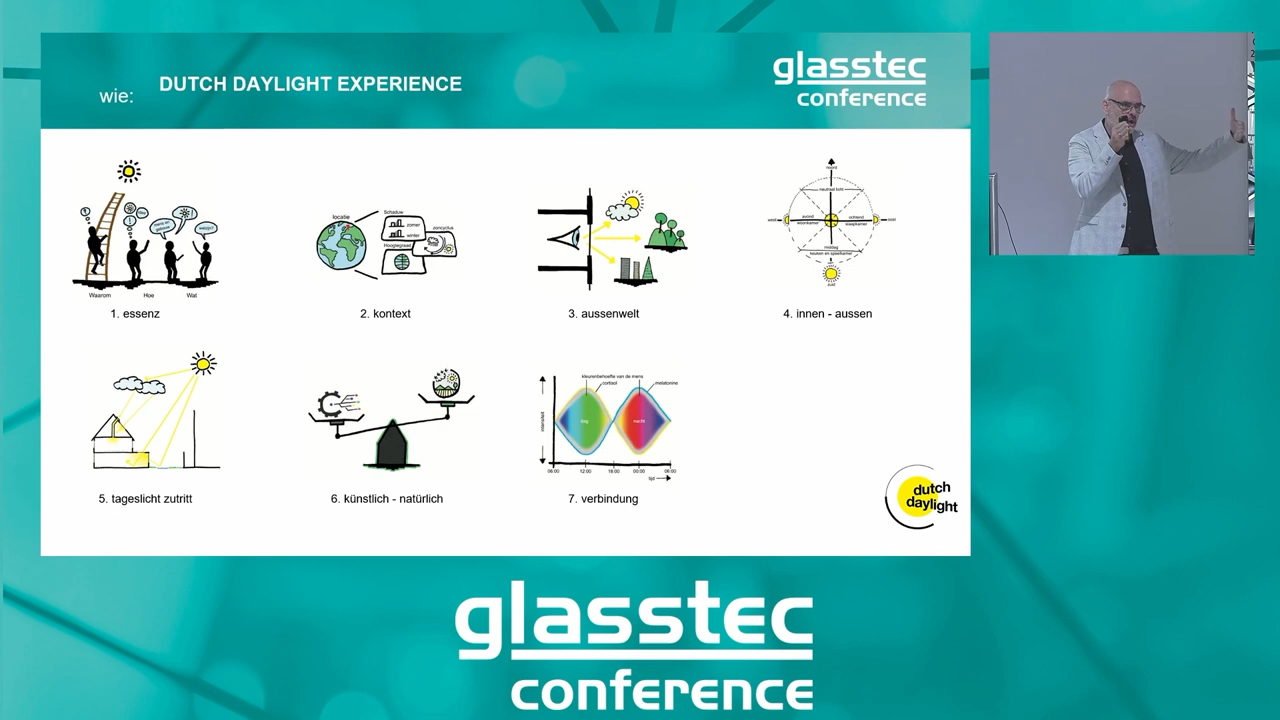 wie:
DUTCH DAYLIGHT EXPERIENCE
glasstec
conference
Waarom
Hoe
Wat
1. essenz
locatie
Schaduw
zomer
winter
Hoogtegraad
zoncyclus
2. kontext
3. aussenwelt
noord
neutraal licht
west
avond
woonkamer
ochtend
slaapkamer
oost
middag
keuken en speelkamer
zuid
4. innen - aussen
5. tageslicht zutritt
6. künstlich - natürlich
kleurenbehoefte van de mens
cortisol
melatonine
intensiteit
dag
nacht
06:00
12:00
18:00
00:00
06:00
tijd
7. verbindung
dutch
daylight
glasstec
conference